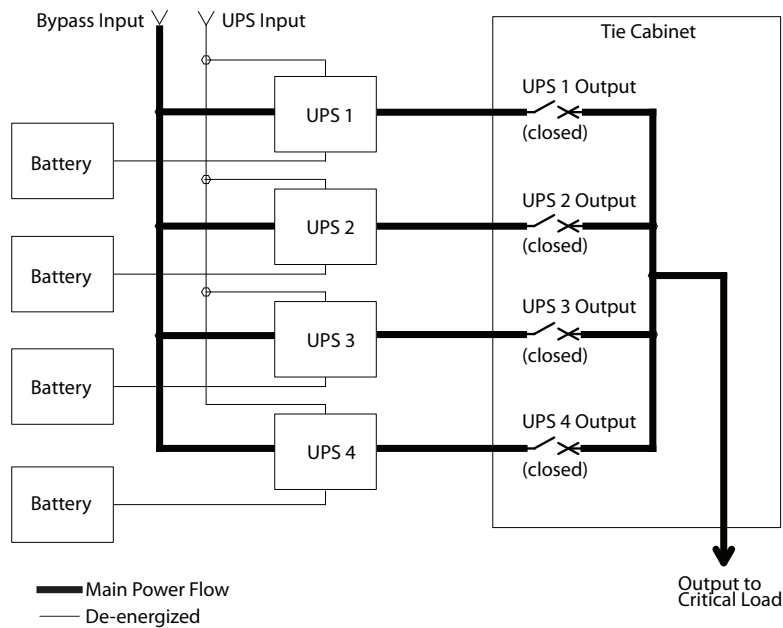 Bypass Input
UPS Input
Tie Cabinet
UPS 1
UPS 1 Output
(closed)
Battery
UPS 2
UPS 2 Output
(closed)
Battery
UPS 3
UPS 3 Output
(closed)
Battery
UPS 4
UPS 4 Output
(closed)
Battery
Main Power Flow
De-energized
Output to
Critical Load